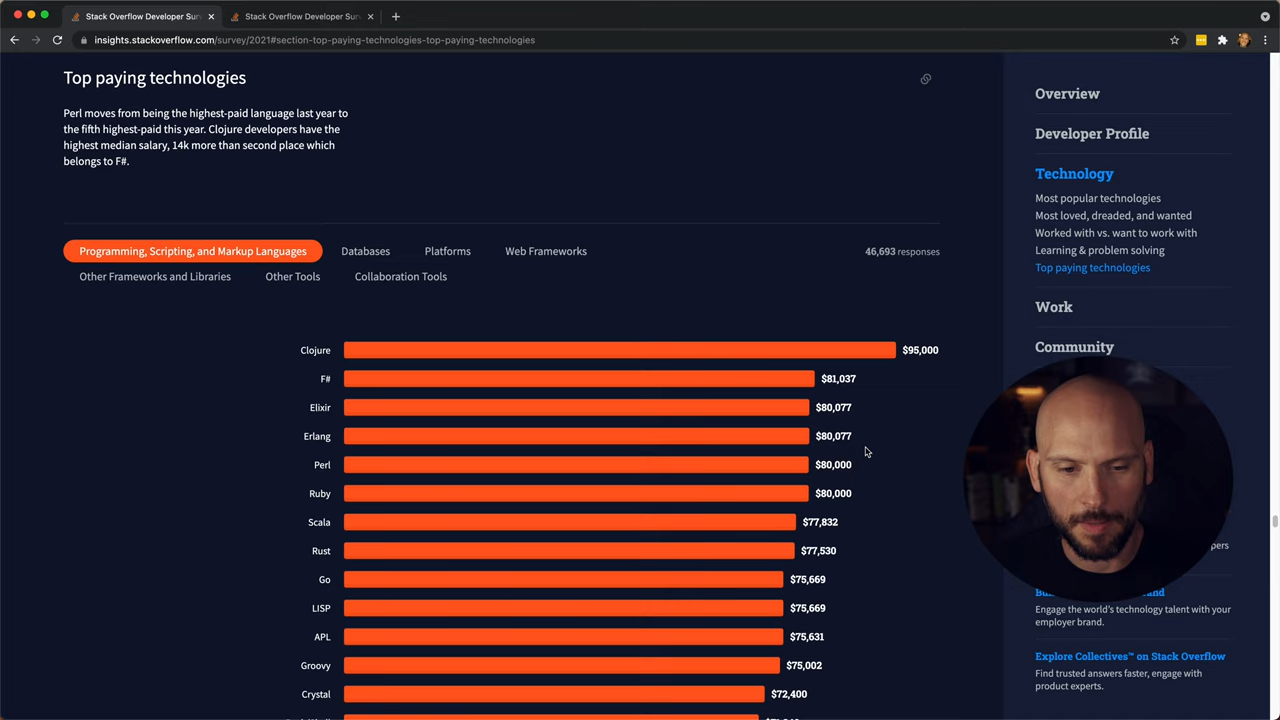 Stack Overflow Developer Sur
Stack Overflow Developer Sur
insights.stackoverflow.com/survey/2021#section-top-paying-technologies-top-paying-technologies
Top paying technologies
Perl moves from being the highest-paid language last year to
the fifth highest-paid this year. Clojure developers have the
highest median salary, 14k more than second place which
belongs to F#.
Programming, Scripting, and Markup Languages
Databases
Platforms
Web Frameworks
46,693 responses
Other Frameworks and Libraries
Other Tools
Collaboration Tools
Clojure $95,000
F# $81,037
Elixir $80,077
Erlang $80,077
Perl $80,000
Ruby $80,000
Scala $77,832
Rust $77,530
Go $75,669
LISP $75,669
APL $75,631
Groovy $75,002
Crystal $72,400
Overview
Developer Profile
Technology
Most popular technologies
Most loved, dreaded, and wanted
Worked with vs. want to work with
Learning & problem solving
Top paying technologies
Work
Community
pers
and
Engage the world's technology talent with your
employer brand.
Explore Collectives™ on Stack Overflow
Find trusted answers faster, engage with
product experts.